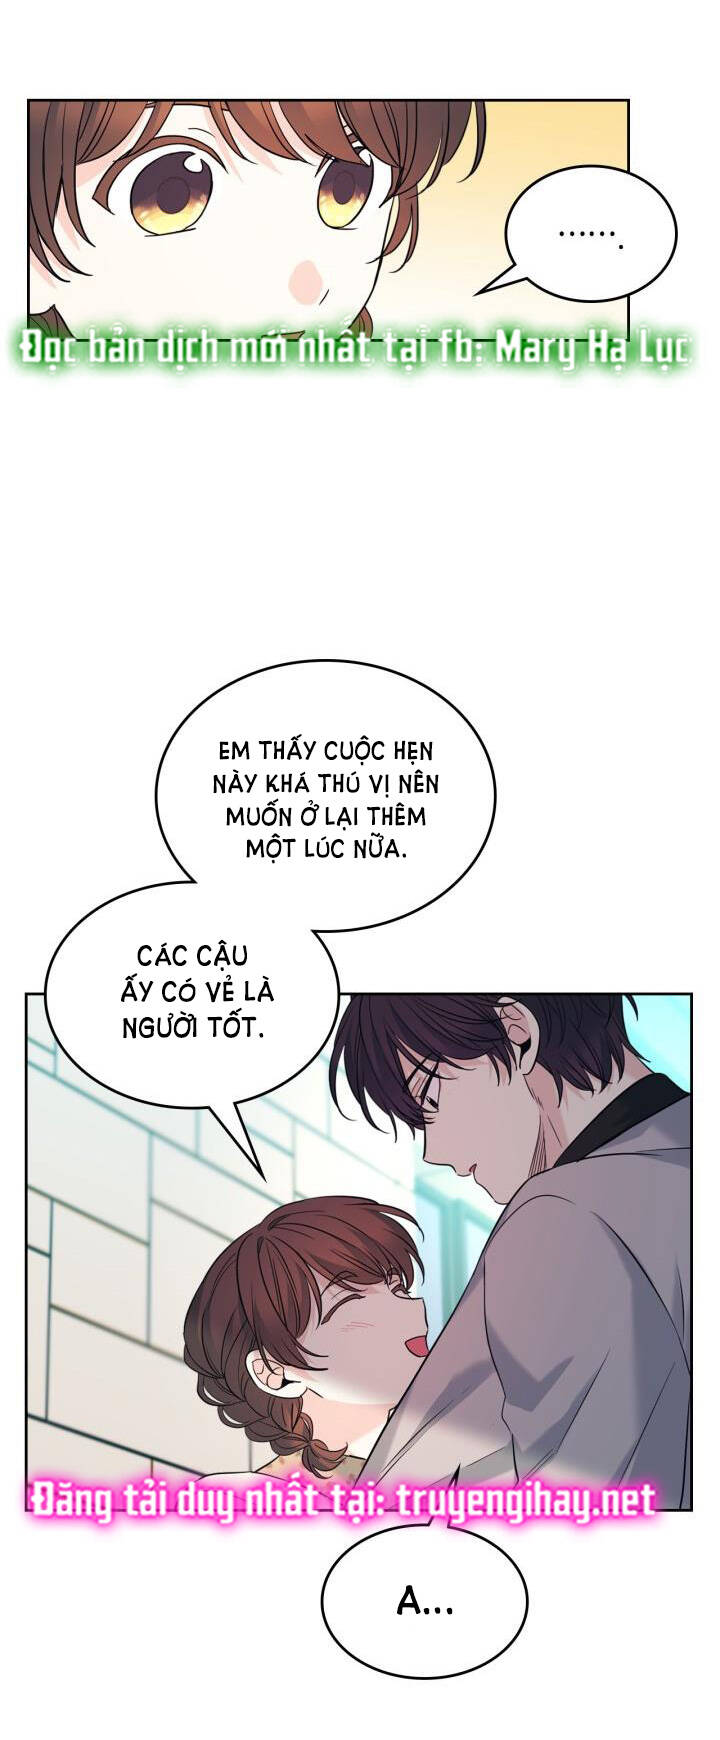 .......
Đọc bản dịch mới nhất tại fb: Mary Hạ Lục
EM THẤY CUỘC HẸN
NÀY KHÁ THÚ VỊ NÊN
MUỐN Ở LẠI THÊM
MỘT LÚC NỮA.
CÁC CẬU
ẤY CÓ VẺ LÀ
NGƯỜI TỐT.
Đăng tải duy nhất tại: truyengihay.net
A...